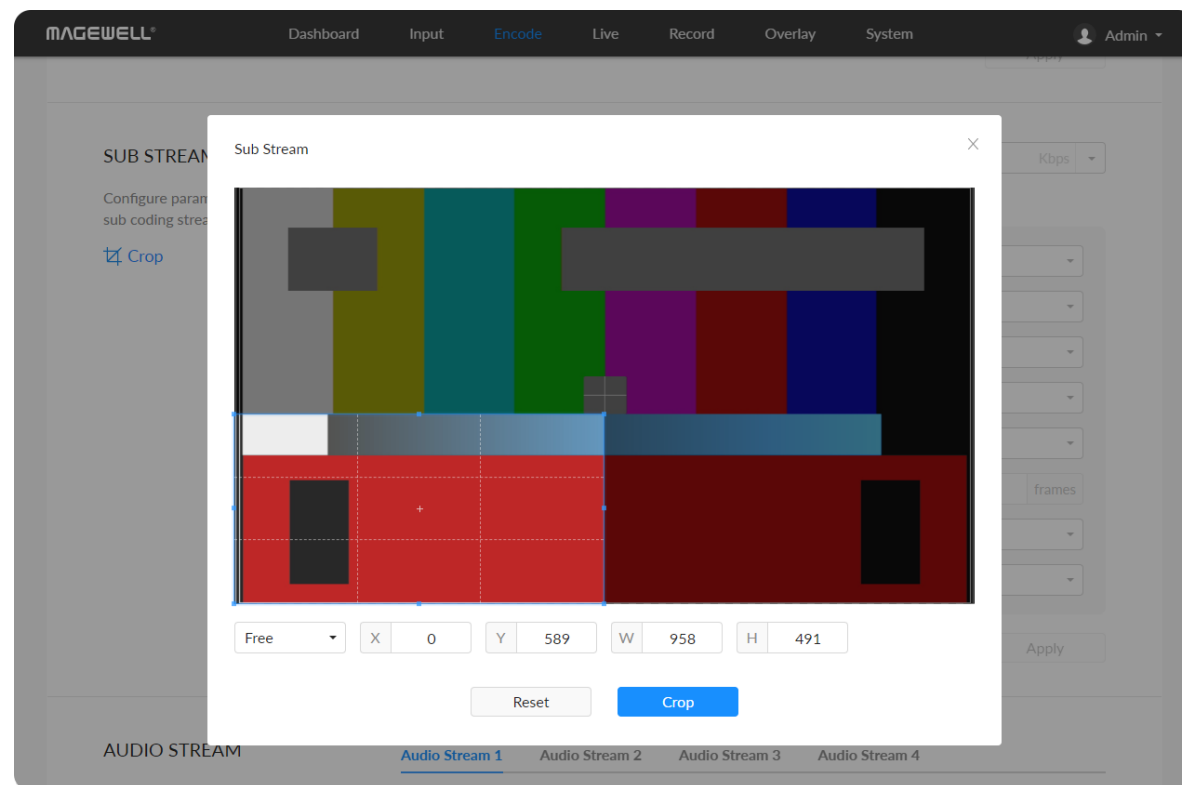 MAGEWELL®
Dashboard Input Encode Live Record Overlay System Admin
SUB STREAM
Sub Stream
Kbps
Configure param
sub coding strea
Crop
frames
Free X 0 Y 589 W 958 H 491
Apply
Reset Crop
AUDIO STREAM Audio Stream 1 Audio Stream 2 Audio Stream 3 Audio Stream 4